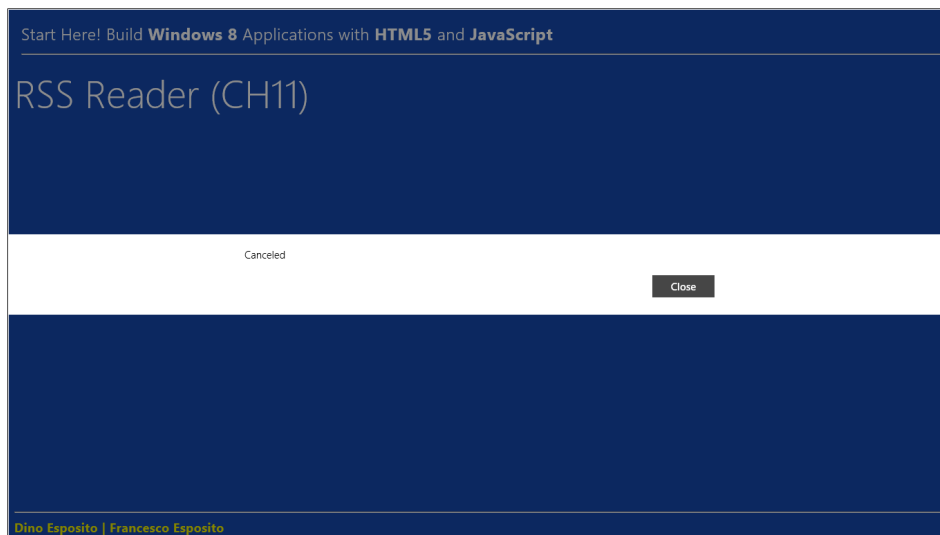 Start Here! Build Windows 8 Applications with HTML5 and JavaScript
RSS Reader (CH11)
Canceled
Close
Dino Esposito | Francesco Esposito